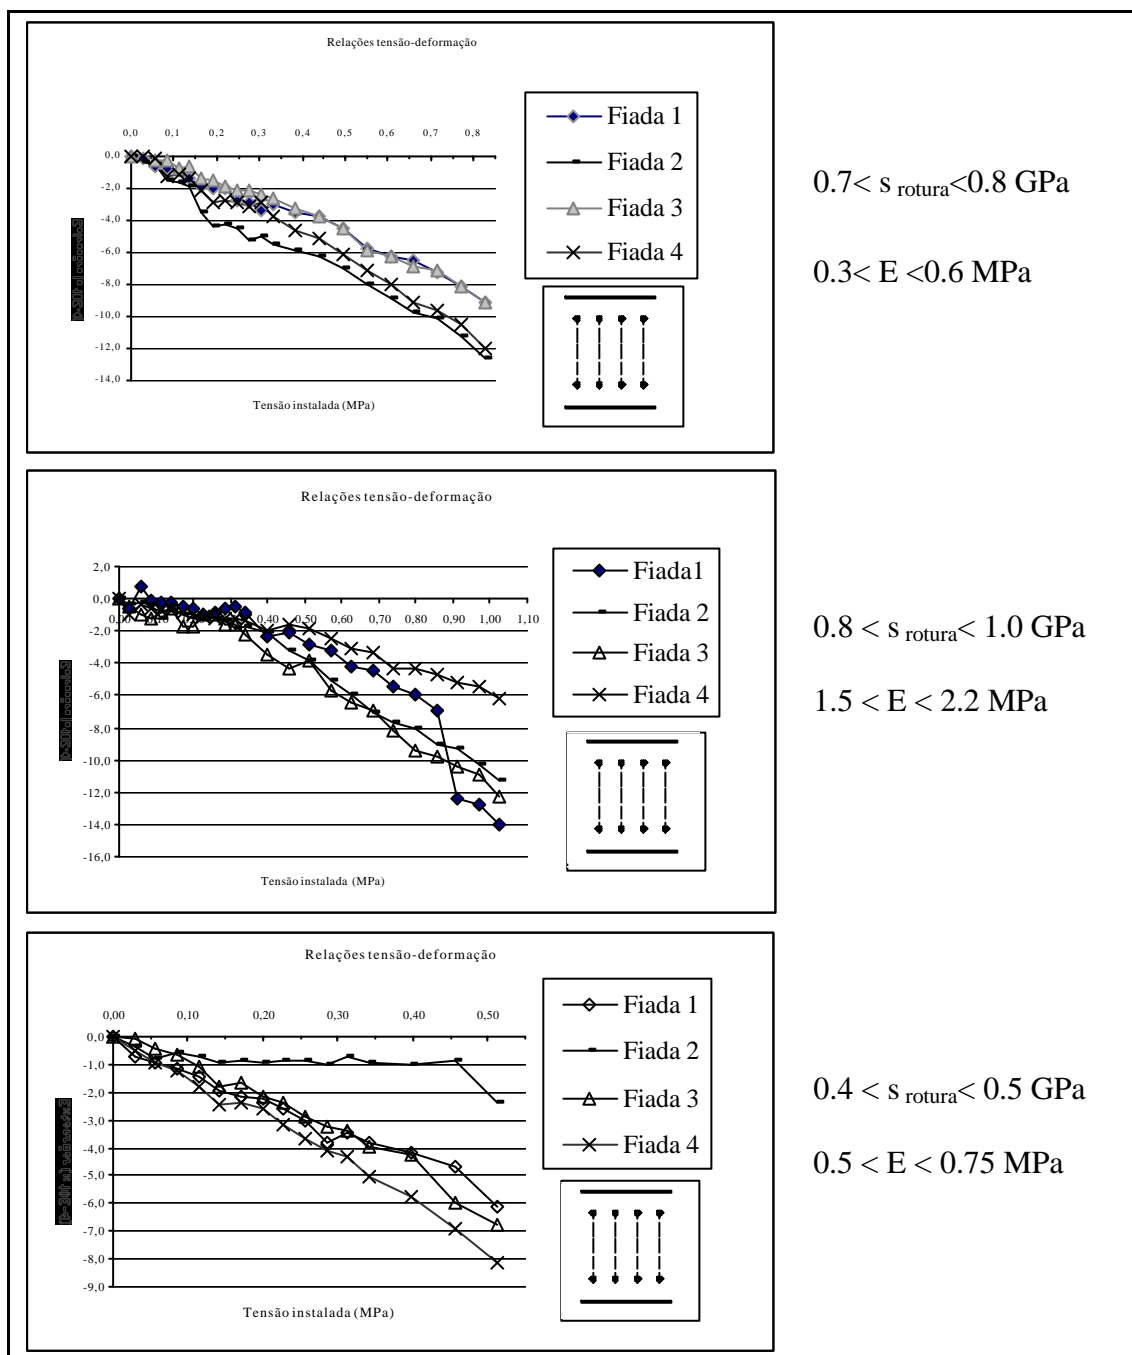 Relações tensão-deformação
0,0 0,1 0,2 0,3 0,4 0,5 0,6 0,7 0,8
0,0
-2,0
-4,0
-6,0
-8,0
-10,0
-12,0
-14,0
Tensão instalada (MPa)
Fiada 1
Fiada 2
Fiada 3
Fiada 4
0.7< s rotura<0.8 GPa
0.3< E <0.6 MPa
Relações tensão-deformação
2,0
0,0
-2,0
-4,0
-6,0
-8,0
-10,0
-12,0
-14,0
-16,0
0,00 0,10 0,20 0,30 0,40 0,50 0,60 0,70 0,80 0,90 1,00 1,10
Tensão instalada (MPa)
Fiada1
Fiada 2
Fiada 3
Fiada 4
0.8 < s rotura< 1.0 GPa
1.5 < E < 2.2 MPa
Relações tensão-deformação
0,00 0,10 0,20 0,30 0,40 0,50
0,0
-1,0
-2,0
-3,0
-4,0
-5,0
-6,0
-7,0
-8,0
-9,0
Tensão instalada (MPa)
Fiada 1
Fiada 2
Fiada 3
Fiada 4
0.4 < s rotura< 0.5 GPa
0.5 < E < 0.75 MPa